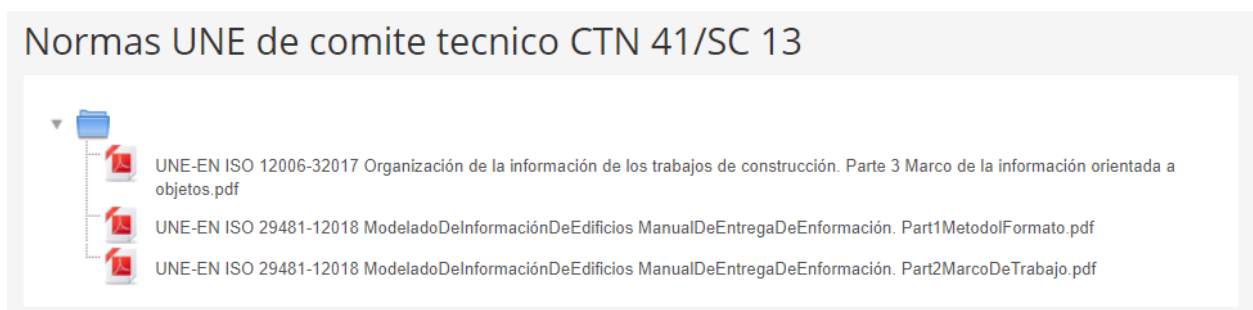 Normas UNE de comite tecnico CTN 41/SC 13
UNE-EN ISO 12006-32017 Organización de la información de los trabajos de construcción. Parte 3 Marco de la información orientada a
objetos.pdf
UNE-EN ISO 29481-12018 ModeladoDeInformaciónDeEdificios ManualDeEntregaDeEnformación. Part1MetodolFormato.pdf
UNE-EN ISO 29481-12018 ModeladoDeInformaciónDeEdificios ManualDeEntregaDeEnformación. Part2MarcoDeTrabajo.pdf